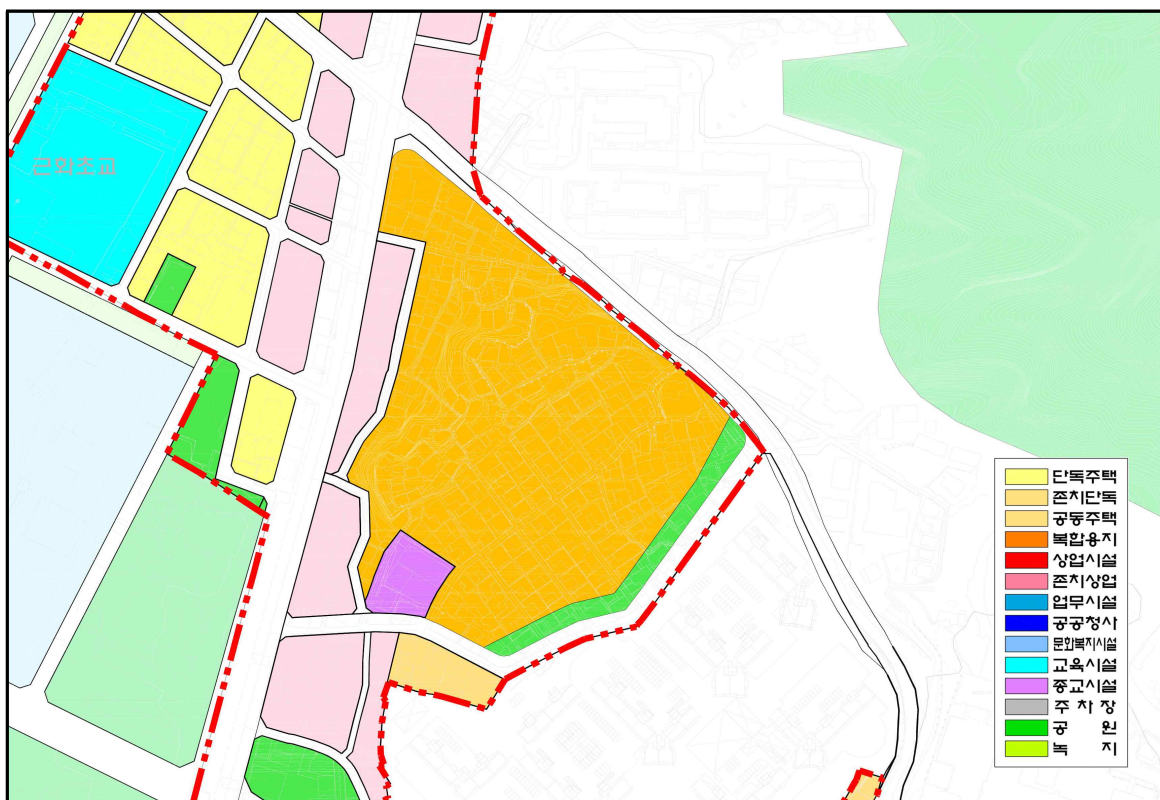 근화초교
단독주택
존치단독
공동주택
복합용지
상업시설
존치상업
업무시설
공공청사
문화복지시설
교육시설
종교시설
주 차 장
공 원
녹 지